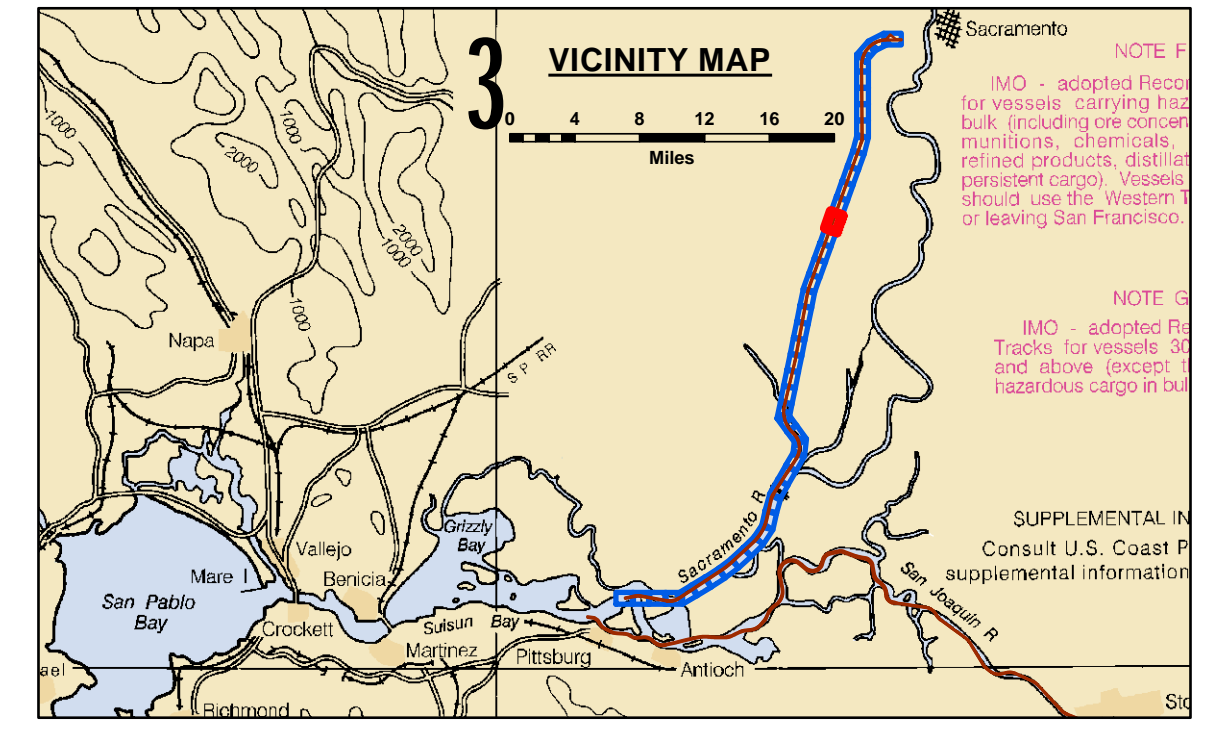 3
VICINITY MAP
0 4 8 12 16 20
Miles
Sacramento
NOTE F
IMO - adopted Recor
for vessels carrying haz
bulk (including ore concen
munitions, chemicals,
refined products, distillat
persistent cargo). Vessels
should use the Western T
or leaving San Francisco.
NOTE G
IMO - adopted Re
Tracks for vessels 30
and above (except t
hazardous cargo in bul
SUPPLEMENTAL IN
Consult U.S. Coast P
supplemental information
1000
2000
1000
2000
1000
1000
Napa
S P RR
Grizzly
Bay
Sacramento R
Vallejo
Mare I
Benicia
San Pablo
Bay
Crockett
Suisun Bay
Martinez
Pittsburg
Antioch
San Joaquin R
ael
Richmond
Sto